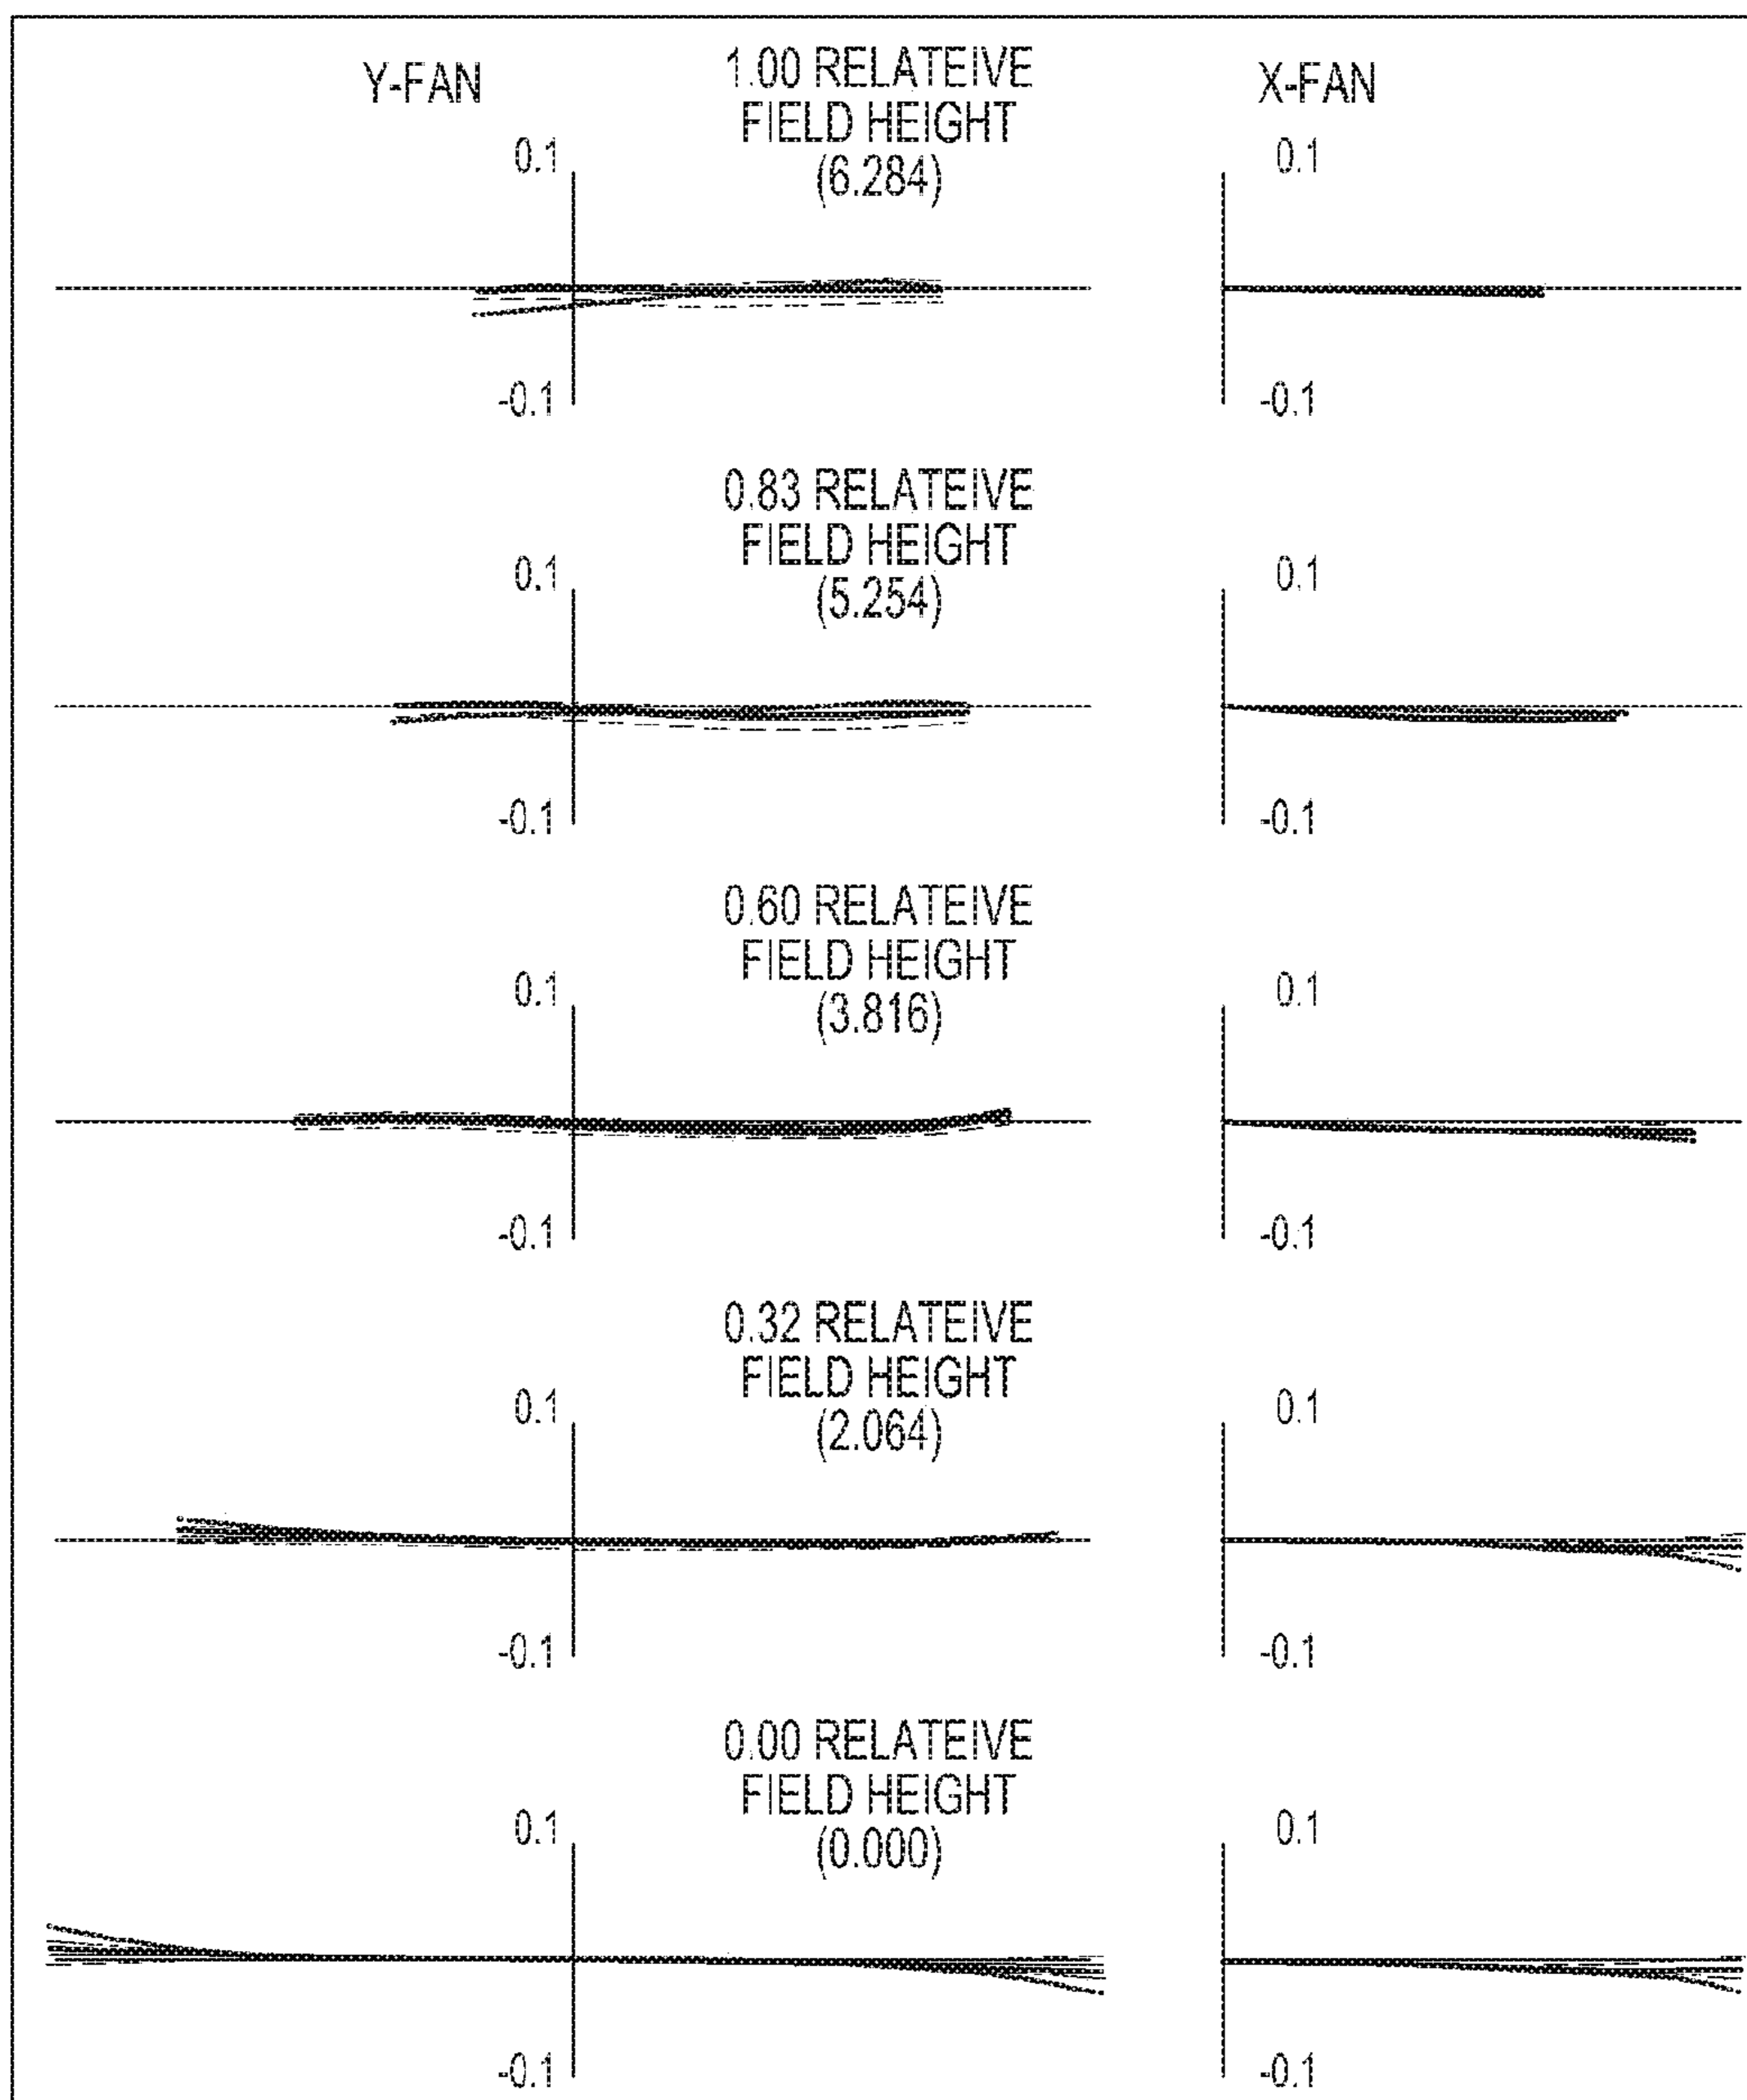 Y-FAN
1.00 RELATEIVE
FIELD HEIGHT
(6.284)
X-FAN
0.1
0.1
-0.1
-0.1
0.83 RELATEIVE
FIELD HEIGHT
(5.254)
0.1
0.1
-0.1
-0.1
0.60 RELATEIVE
FIELD HEIGHT
(3.816)
0.1
0.1
-0.1
-0.1
0.32 RELATEIVE
FIELD HEIGHT
(2.064)
0.1
0.1
-0.1
-0.1
0.00 RELATEIVE
FIELD HEIGHT
(0.000)
0.1
0.1
-0.1
-0.1